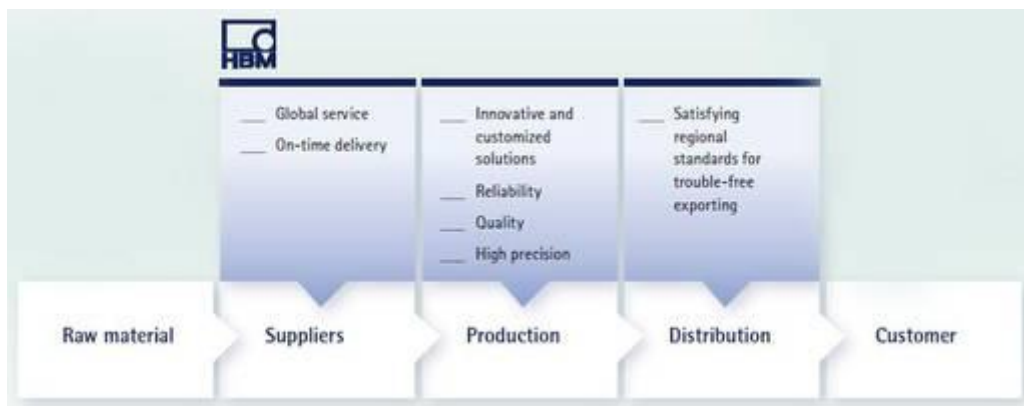 HBM
Global service
On-time delivery
Innovative and
customized
solutions
Reliability
Quality
High precision
Satisfying
regional
standards for
trouble-free
exporting
Raw material
Suppliers
Production
Distribution
Customer